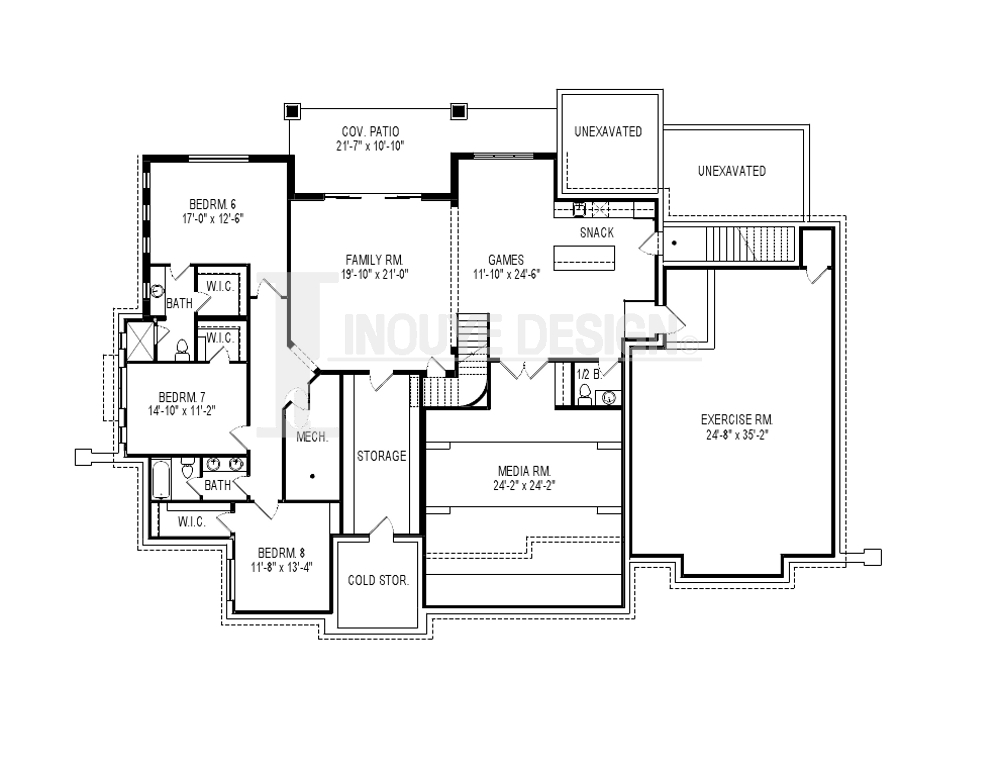 COV. PATIO
21'-7" x 10'-10"
UNEXAVATED
UNEXAVATED
BEDRM. 6
17'-0" x 12'-6"
SNACK
FAMILY RM.
19'-10" x 21'-0"
GAMES
11'-10" x 24'-6"
W.I.C.
BATH
INOUYE DESIGN
W.I.C.
1/2 B.
BEDRM. 7
14'-10" x 11'-2"
EXERCISE RM.
24'-8" x 35'-2"
MECH.
STORAGE
MEDIA RM.
24'-2" x 24'-2"
BATH
W.I.C.
BEDRM. 8
11'-8" x 13'-4"
COLD STOR.